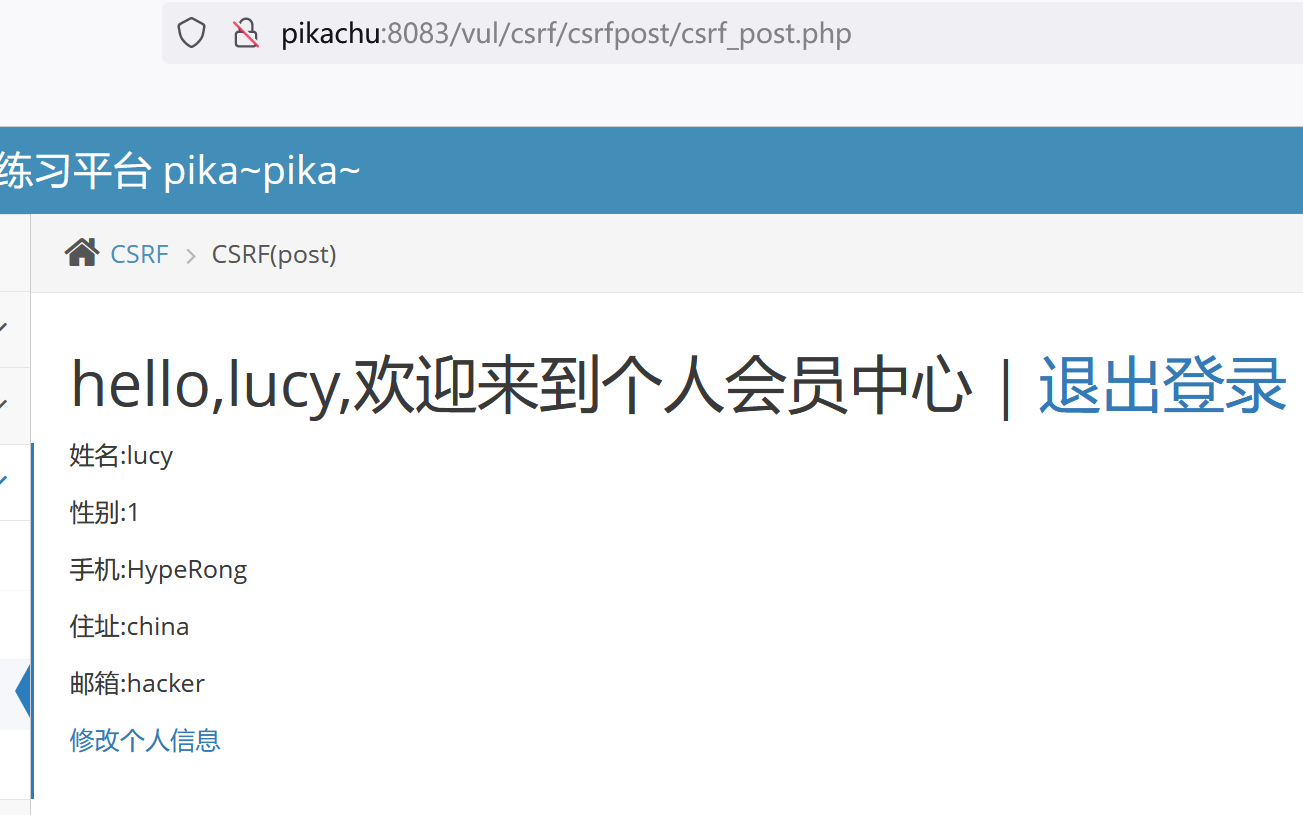 pikachu:8083/vul/csrf/csrfpost/csrf_post.php
练习平台 pika~pika~
CSRF > CSRF(post)
hello,lucy,欢迎来到个人会员中心 | 退出登录
姓名:lucy
性别:1
手机:HypeRong
住址:china
邮箱:hacker
修改个人信息